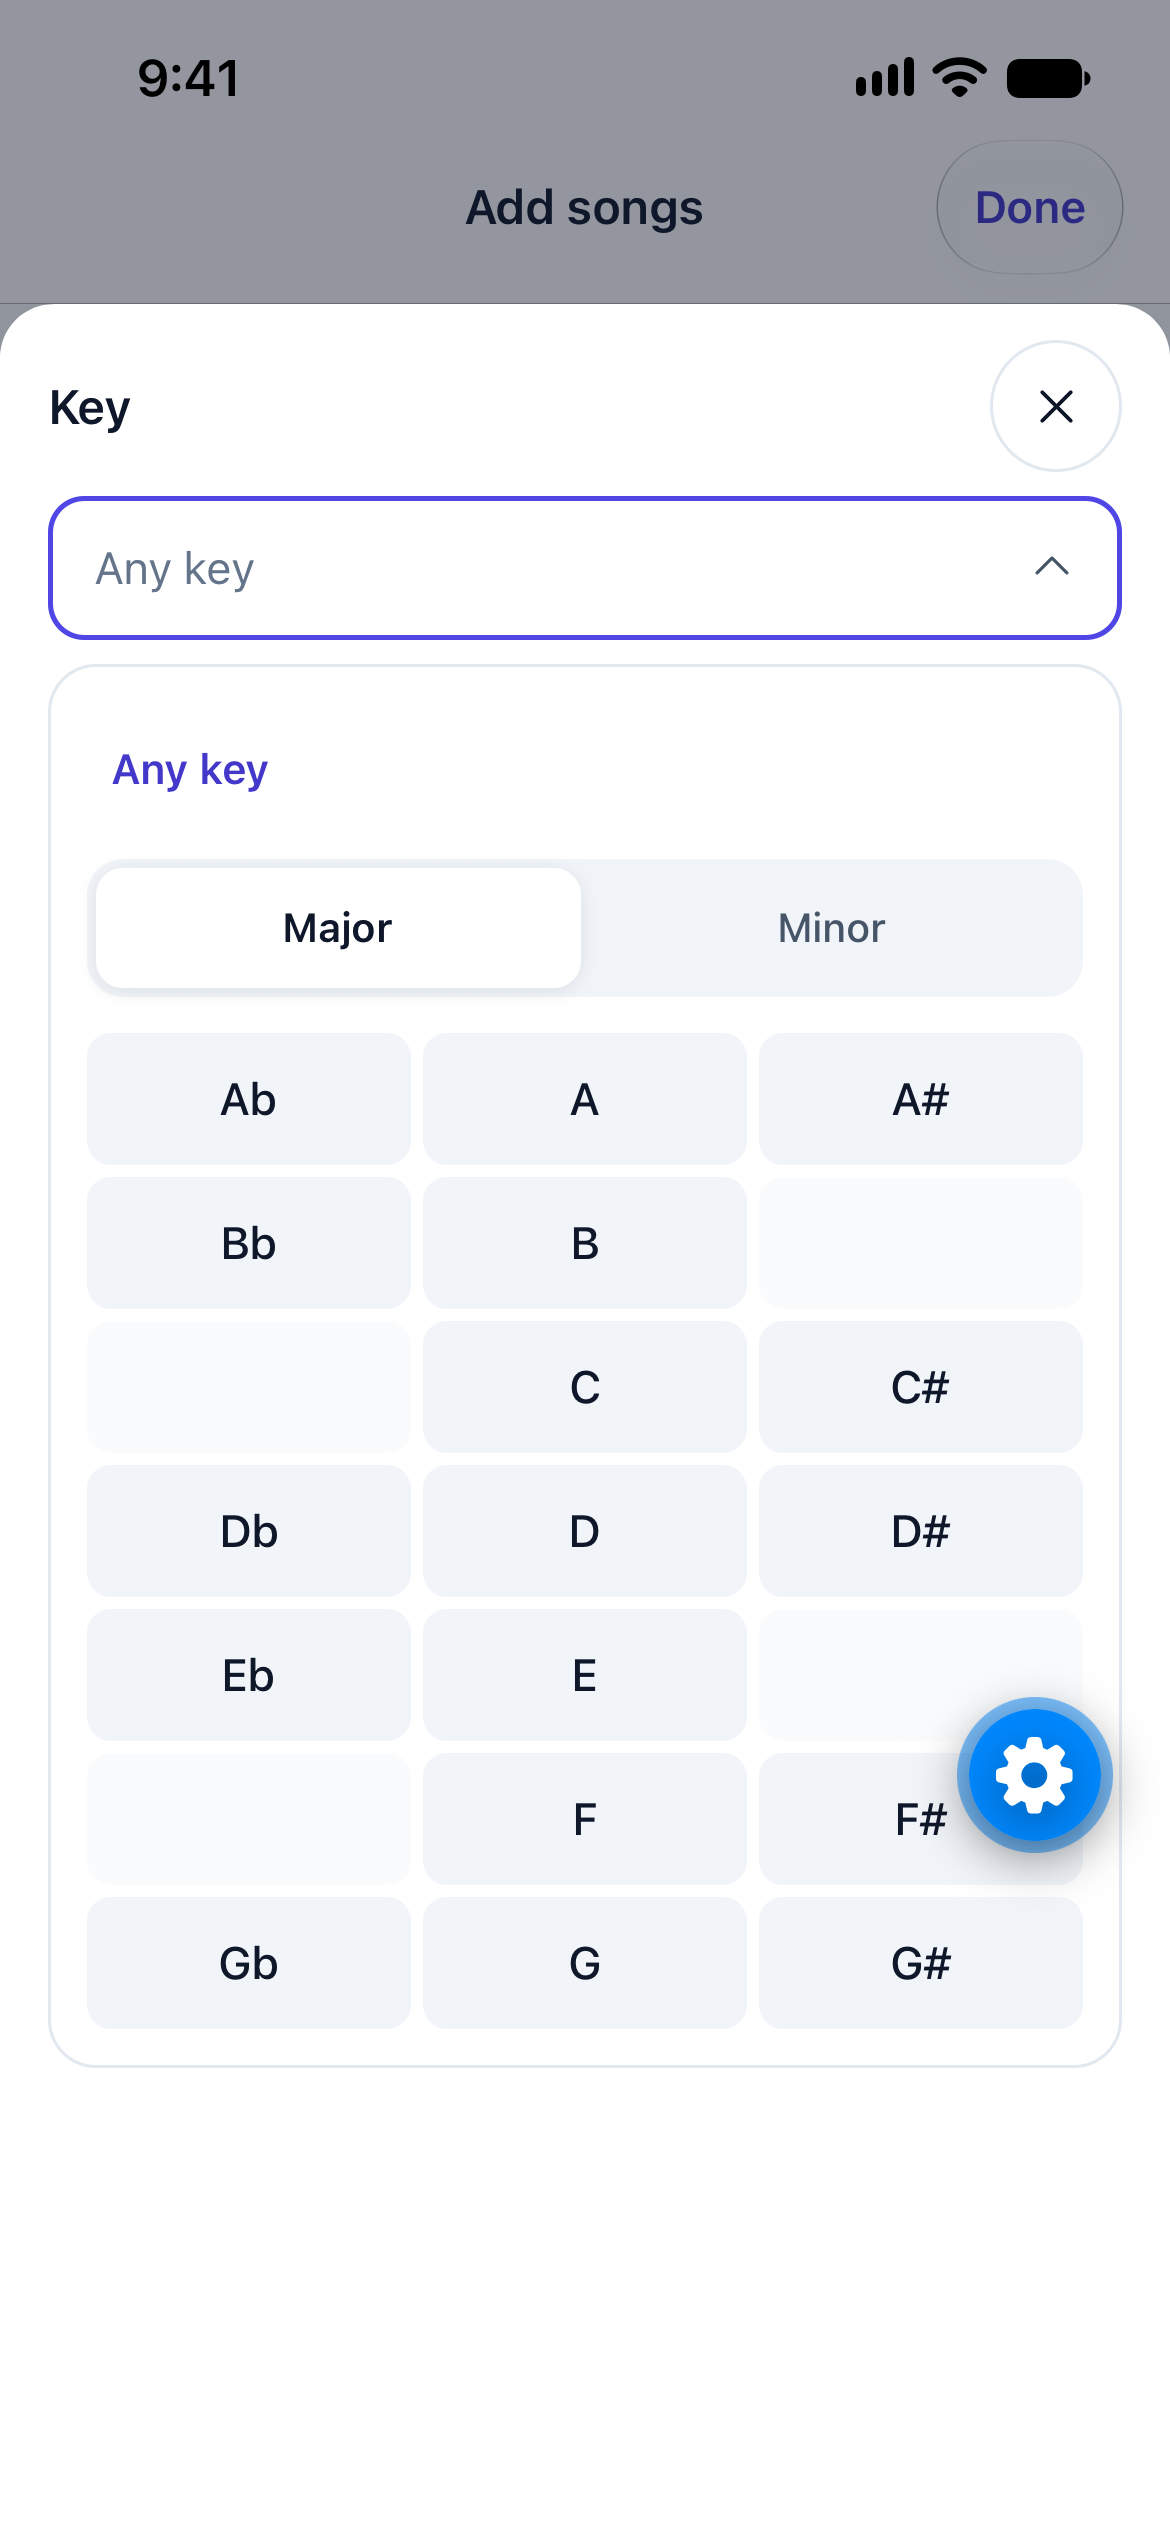 9:41
Add songs
Done
Key
Any key
Any key
Major Minor
Ab A A#
Bb B
C C#
Db D D#
Eb E
F F#
Gb G G#